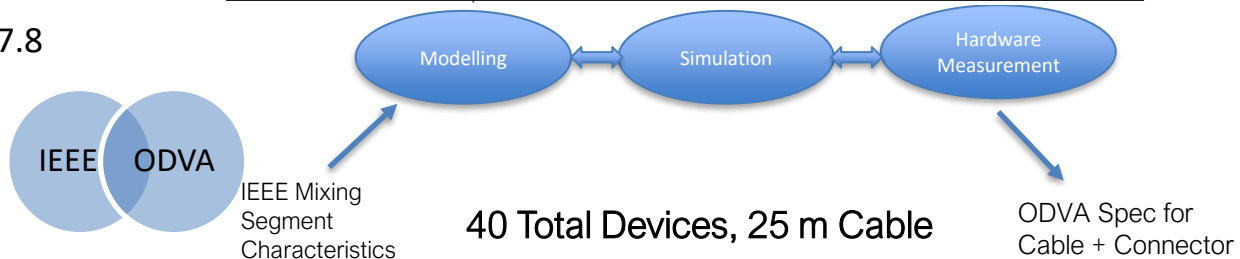 7.8
Modelling
Simulation
Hardware
Measurement
IEEE
ODVA
IEEE Mixing
Segment
Characteristics
40 Total Devices, 25 m Cable
ODVA Spec for
Cable + Connector